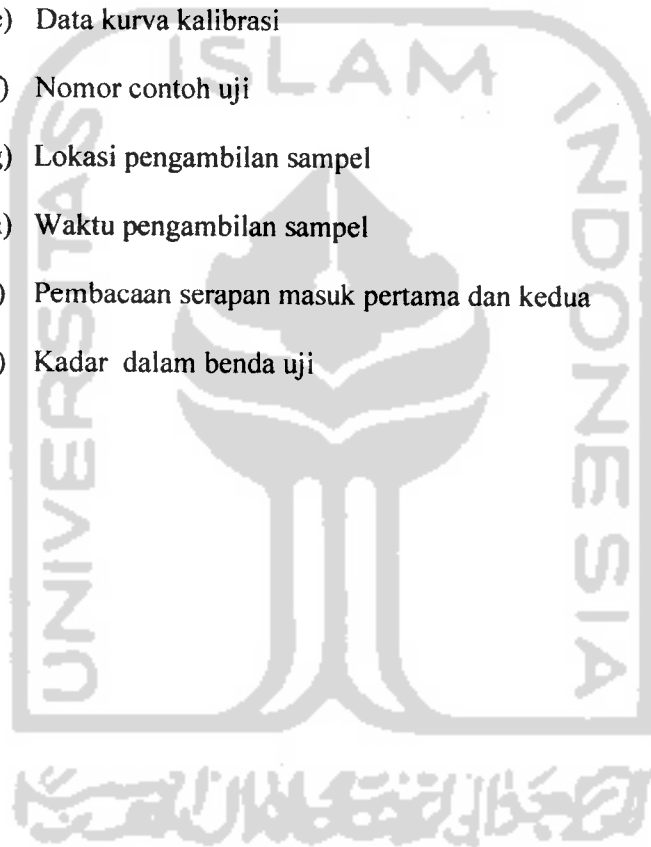 ) Data kurva kalibrasi
) Nomor contoh uji
) Lokasi pengambilan sampel
) Waktu pengambilan sampel
) Pembacaan serapan masuk pertama dan kedua
) Kadar dalam benda uji
UNIVERSITAS
ISLAM
INDONESIA